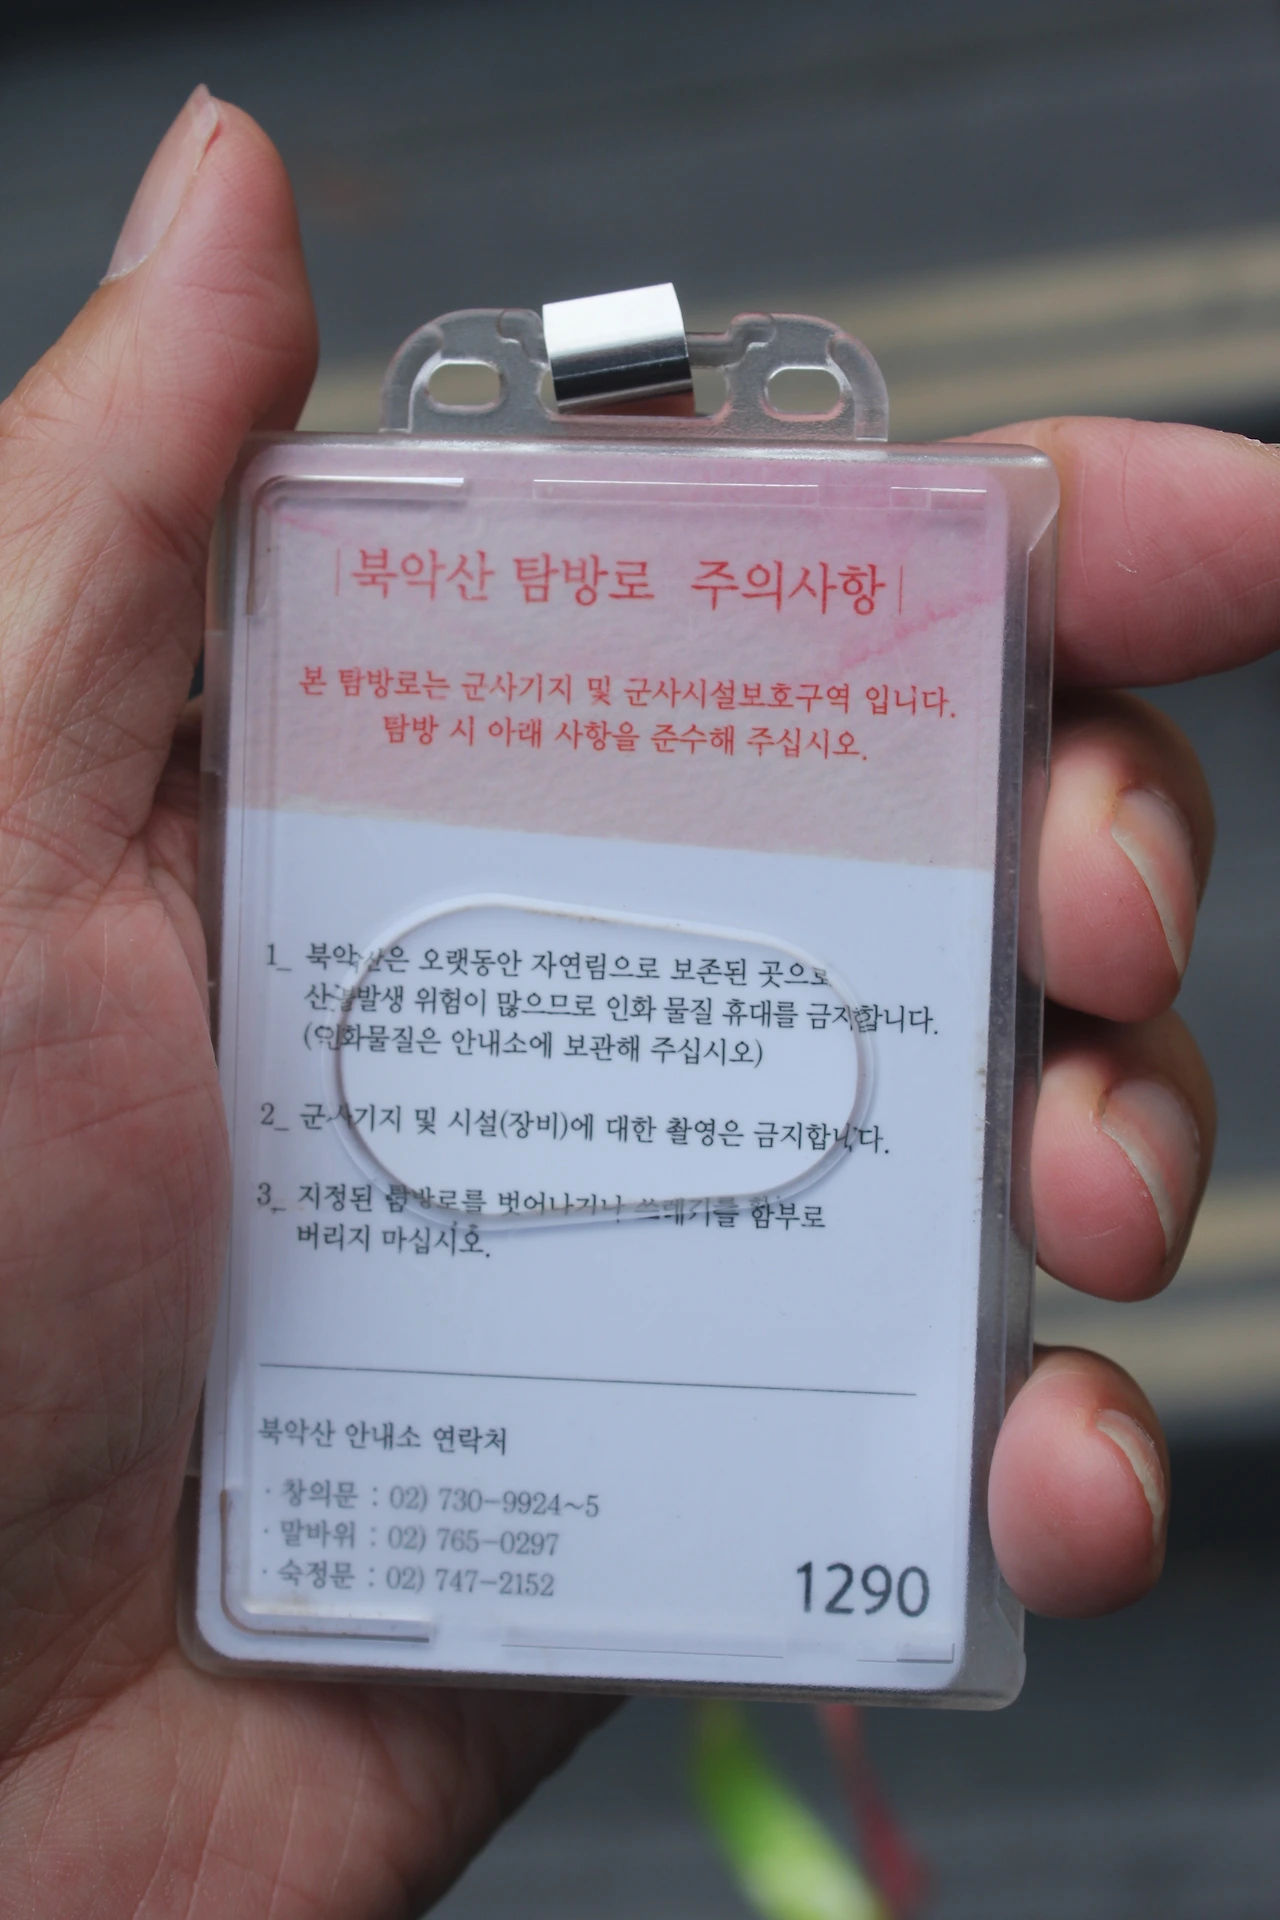 북악산 탐방로 주의사항
본 탐방로는 군사기지 및 군사시설보호구역 입니다.
탐방 시 아래 사항을 준수해 주십시오.
1_ 북악산은 오랫동안 자연림으로 보존된 곳으로
산불발생 위험이 많으므로 인화 물질 휴대를 금지합니다.
(인화물질은 안내소에 보관해 주십시오)
2_ 군사기지 및 시설(장비)에 대한 촬영은 금지합니다.
3_ 지정된 탐방로를 벗어나거나 쓰레기를 함부로
버리지 마십시오.
북악산 안내소 연락처
· 창의문 : 02) 730-9924~5
· 말바위 : 02) 765-0297
· 숙정문 : 02) 747-2152
1290